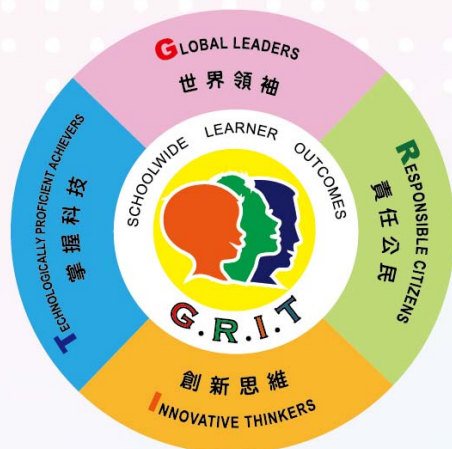 GLOBAL LEADERS
世界領袖
RESPONSIBLE CITIZENS
責任公民
創新思維
INNOVATIVE THINKERS
TECHNOLOGICALLY PROFICIENT ACHIEVERS
掌握科技
SCHOOLWIDE LEARNER OUTCOMES
G.R.I.T